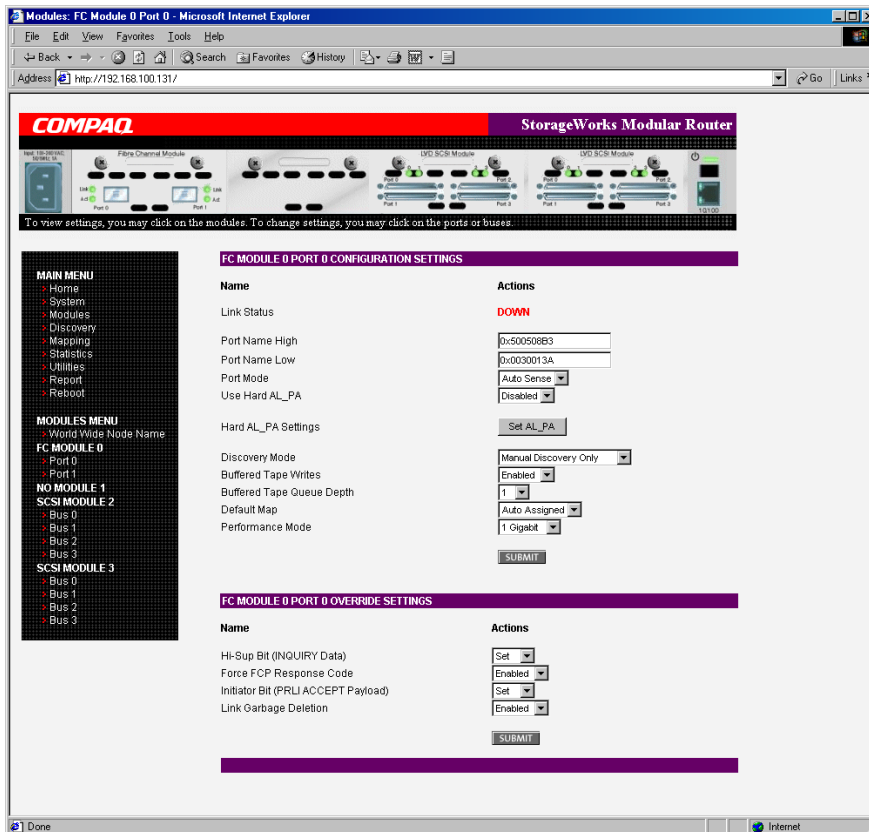 Modules: FC Module 0 Port 0 - Microsoft Internet Explorer
File Edit View Favorites Tools Help
Back Search Favorites History
Address http://192.168.100.131/ Go Links
COMPAQ StorageWorks Modular Router
Fibre Channel Module LVD SCSI Module LVD SCSI Module
Link Link
Act Act
Port 0 Port 1 Port 1 Port 3 Port 1 Port 3 10/100
To view settings, you may click on the modules. To change settings, you may click on the ports or buses.
MAIN MENU
Home
System
Modules
Discovery
Mapping
Statistics
Utilities
Report
Reboot
MODULES MENU
World Wide Node Name
FC MODULE 0
Port 0
Port 1
NO MODULE 1
SCSI MODULE 2
Bus 0
Bus 1
Bus 2
Bus 3
SCSI MODULE 3
Bus 0
Bus 1
Bus 2
Bus 3
FC MODULE 0 PORT 0 CONFIGURATION SETTINGS
Name Actions
Link Status DOWN
Port Name High 0x500508B3
Port Name Low 0x0030013A
Port Mode Auto Sense
Use Hard AL_PA Disabled
Hard AL_PA Settings Set AL_PA
Discovery Mode Manual Discovery Only
Buffered Tape Writes Enabled
Buffered Tape Queue Depth 1
Default Map Auto Assigned
Performance Mode 1 Gigabit
SUBMIT
FC MODULE 0 PORT 0 OVERRIDE SETTINGS
Name Actions
Hi-Sup Bit (INQUIRY Data) Set
Force FCP Response Code Enabled
Initiator Bit (PRLI ACCEPT Payload) Set
Link Garbage Deletion Enabled
SUBMIT
Done Internet